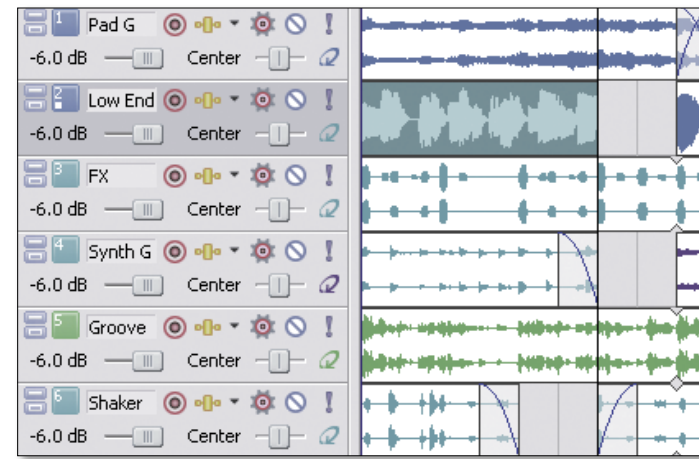 1 Pad G
-6.0 dB Center
2 Low End
-6.0 dB Center
3 FX
-6.0 dB Center
4 Synth G
-6.0 dB Center
5 Groove
-6.0 dB Center
6 Shaker
-6.0 dB Center